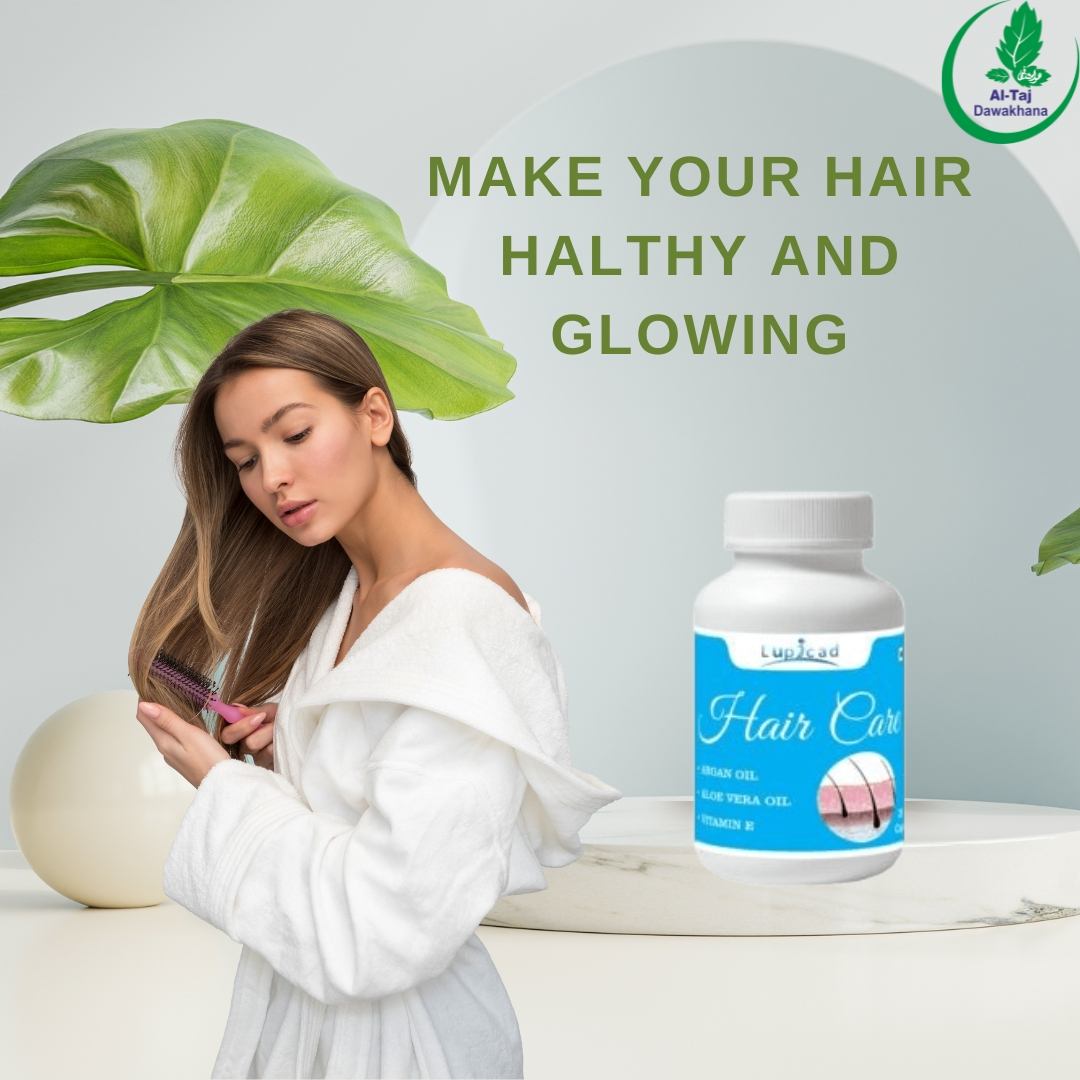 Al-Taj
Dawakhana
MAKE YOUR HAIR
HALTHY AND
GLOWING
Lupicad
Hair Care
ARGAN OIL
ALOE VERA OIL
VITAMIN E